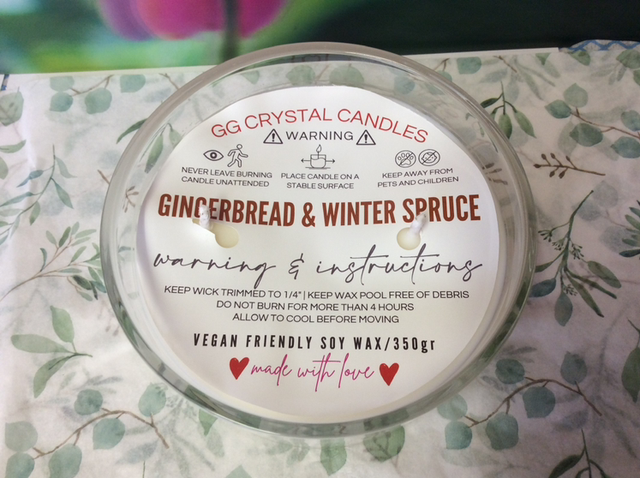 GG CRYSTAL CANDLES
WARNING
NEVER LEAVE BURNING
CANDLE UNATTENDED
PLACE CANDLE ON A
STABLE SURFACE
KEEP AWAY FROM
PETS AND CHILDREN
GINGERBREAD & WINTER SPRUCE
warning & instructions
KEEP WICK TRIMMED TO 1/4" | KEEP WAX POOL FREE OF DEBRIS
DO NOT BURN FOR MORE THAN 4 HOURS
ALLOW TO COOL BEFORE MOVING
VEGAN FRIENDLY SOY WAX/350gr
made with love